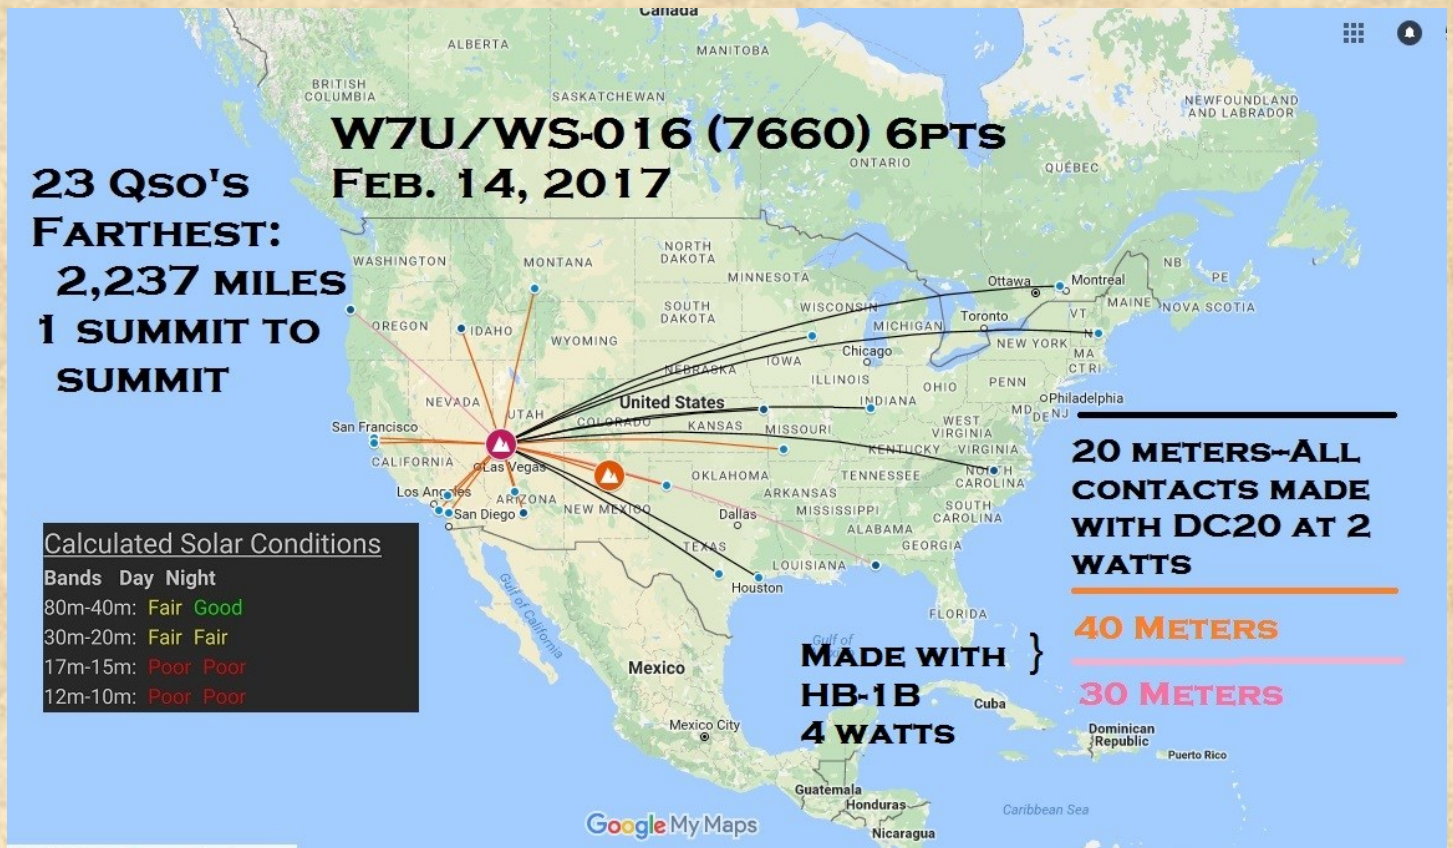 Canada
ALBERTA
MANITOBA
BRITISH
COLUMBIA
SASKATCHEWAN
NEWFOUNDLAND
AND LABRADOR
W7U/WS-016 (7660) 6PTS
FEB. 14, 2017
ONTARIO
QUÉBEC
23 QSO'S
FARTHEST:
2,237 MILES
1 SUMMIT TO
SUMMIT
WASHINGTON
MONTANA
NORTH
DAKOTA
MINNESOTA
NB
PE
Ottawa
Montreal
MAINE
NOVA SCOTIA
OREGON
IDAHO
SOUTH
DAKOTA
WISCONSIN
MICHIGAN
Toronto
VT
N
NEW YORK
WYOMING
IOWA
Chicago
MA
CT RI
NEBRASKA
ILLINOIS
OHIO
PENN
INDIANA
Philadelphia
MD
DE
NJ
NEVADA
UTAH
COLORADO
United States
KANSAS
MISSOURI
WEST
VIRGINIA
KENTUCKY
VIRGINIA
San Francisco
CALIFORNIA
Las Vegas
OKLAHOMA
TENNESSEE
NORTH
CAROLINA
Los Angeles
ARIZONA
NEW MEXICO
ARKANSAS
MISSISSIPPI
SOUTH
CAROLINA
San Diego
Dallas
ALABAMA
GEORGIA
TEXAS
LOUISIANA
Houston
FLORIDA
20 METERS--ALL
CONTACTS MADE
WITH DC20 AT 2
WATTS
40 METERS
30 METERS
Calculated Solar Conditions
Bands Day Night
80m-40m: Fair Good
30m-20m: Fair Fair
17m-15m: Poor Poor
12m-10m: Poor Poor
Gulf of California
Gulf of
MADE WITH }
HB-1B
4 WATTS
Mexico
Mexico City
Cuba
Dominican
Republic
Puerto Rico
Guatemala
Honduras
Nicaragua
Caribbean Sea
Google My Maps